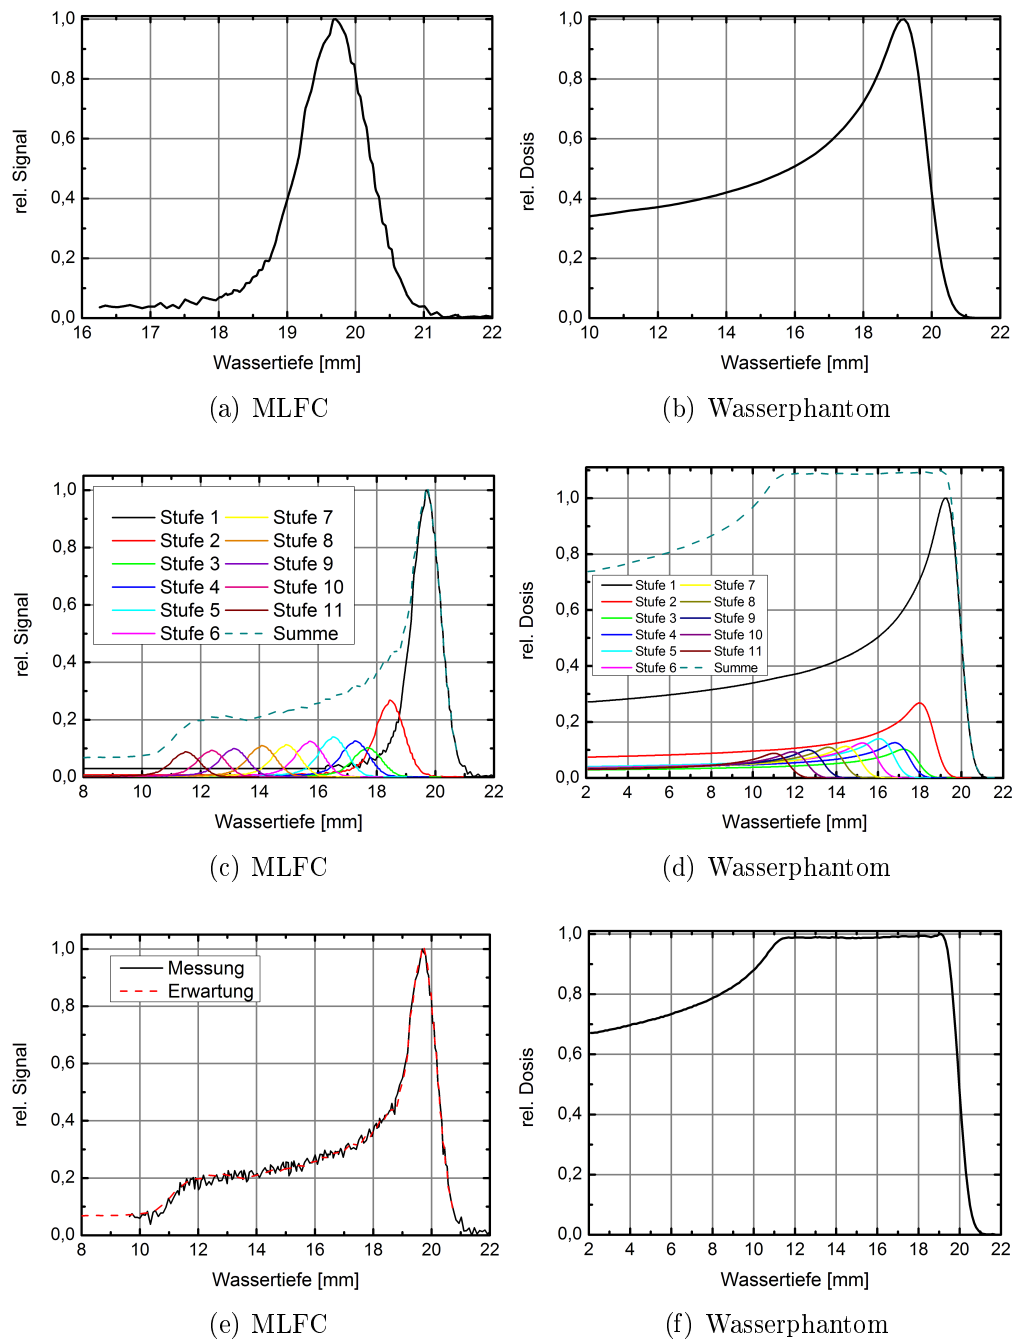 1,0
0,8
0,6
0,4
0,2
0,0
rel. Signal
16 17 18 19 20 21 22
Wassertiefe [mm]
(a) MLFC
1,0
0,8
0,6
0,4
0,2
0,0
rel. Dosis
10 12 14 16 18 20 22
Wassertiefe [mm]
(b) Wasserphantom
1,0
0,8
0,6
0,4
0,2
0,0
rel. Signal
Stufe 1 Stufe 7
Stufe 2 Stufe 8
Stufe 3 Stufe 9
Stufe 4 Stufe 10
Stufe 5 Stufe 11
Stufe 6 Summe
8 10 12 14 16 18 20 22
Wassertiefe [mm]
(c) MLFC
1,0
0,8
0,6
0,4
0,2
0,0
rel. Dosis
Stufe 1 Stufe 7
Stufe 2 Stufe 8
Stufe 3 Stufe 9
Stufe 4 Stufe 10
Stufe 5 Stufe 11
Stufe 6 Summe
2 4 6 8 10 12 14 16 18 20 22
Wassertiefe [mm]
(d) Wasserphantom
1,0
0,8
0,6
0,4
0,2
0,0
rel. Signal
Messung
Erwartung
8 10 12 14 16 18 20 22
Wassertiefe [mm]
(e) MLFC
1,0
0,8
0,6
0,4
0,2
0,0
rel. Dosis
2 4 6 8 10 12 14 16 18 20 22
Wassertiefe [mm]
(f) Wasserphantom